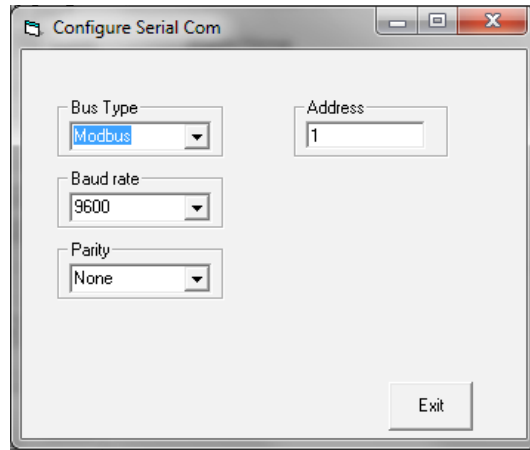 Configure Serial Com
Bus Type
Modbus
Address
1
Baud rate
9600
Parity
None
Exit